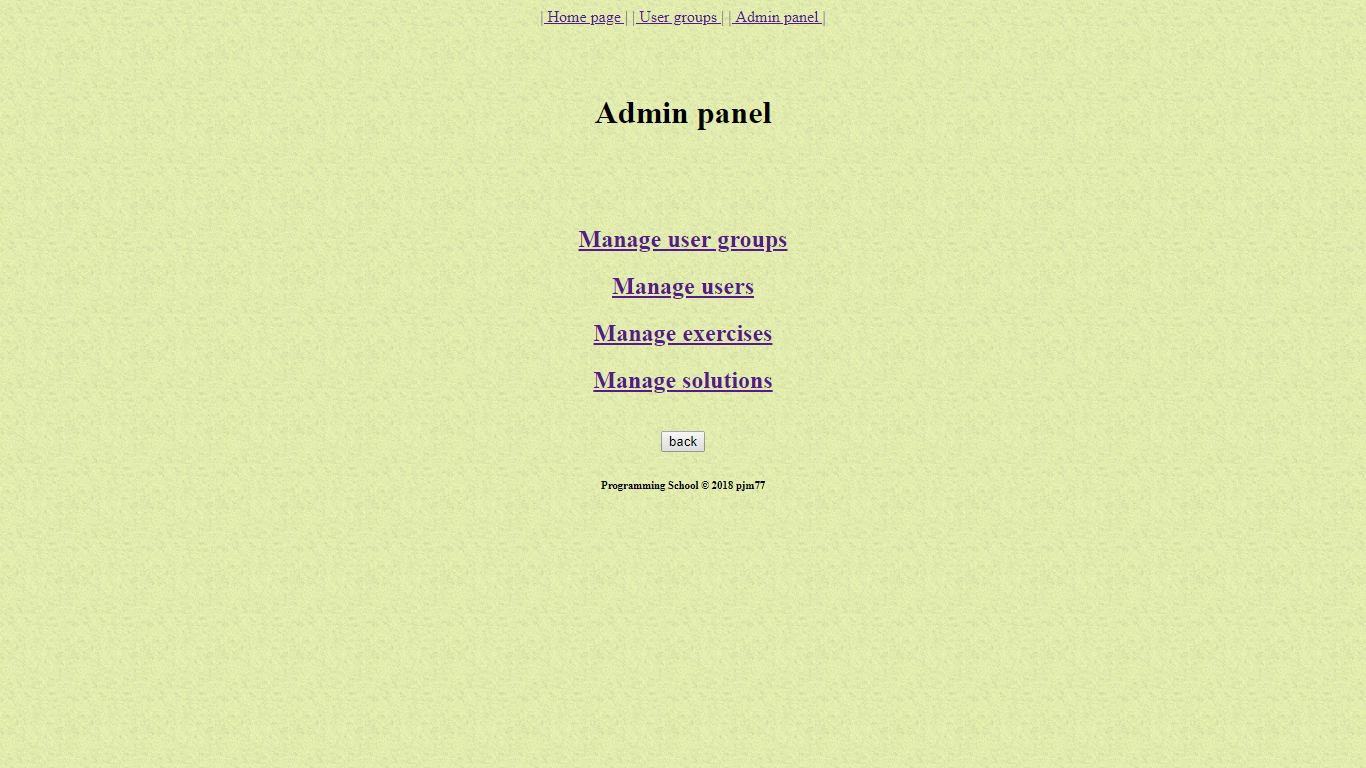 | Home page | | User groups | | Admin panel |
Admin panel
Manage user groups
Manage users
Manage exercises
Manage solutions
back
Programming School © 2018 pjm77